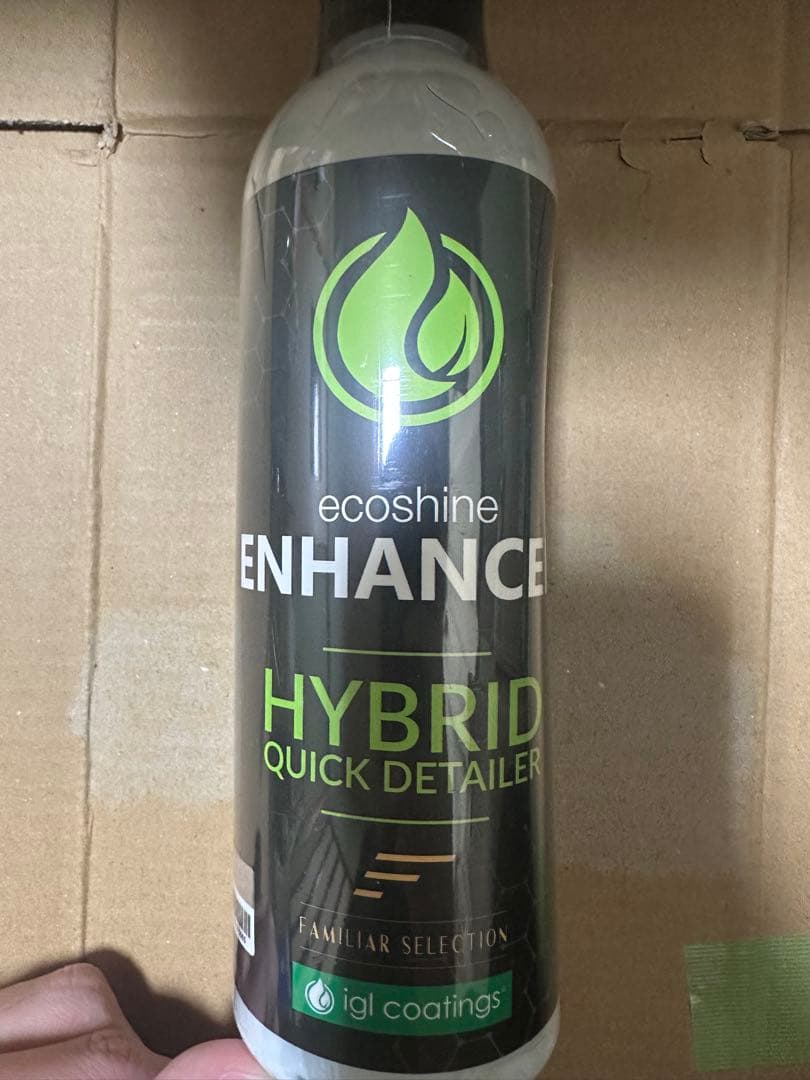 ecoshine
ENHANCE
HYBRID
QUICK DETAILER
FAMILIAR SELECTION
igl coatings